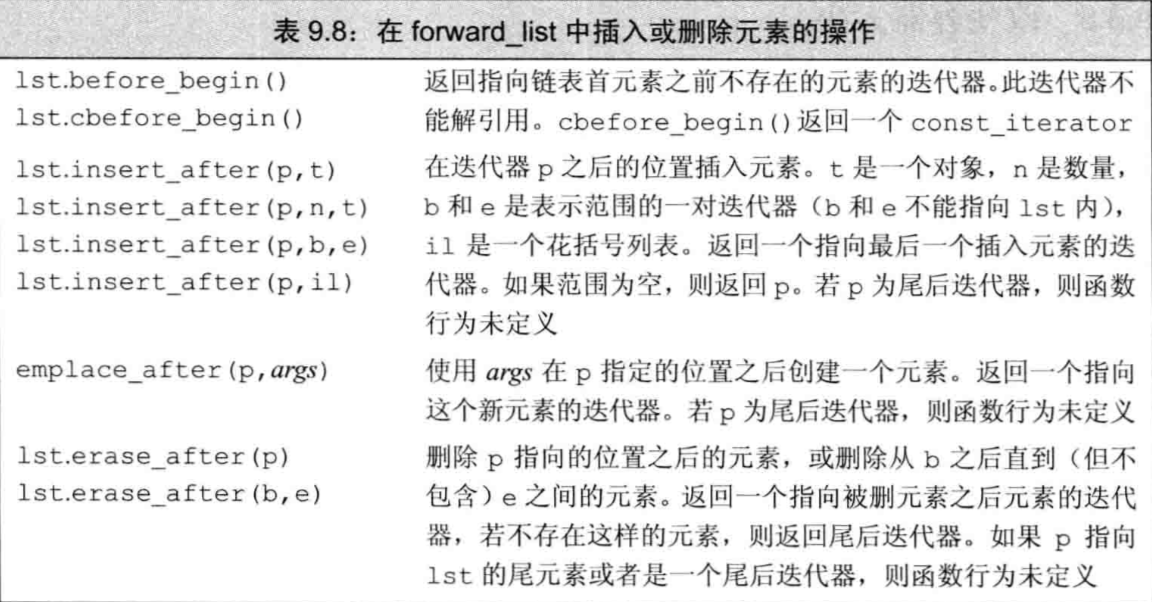 表 9.8：在 forward_list 中插入或删除元素的操作
lst.before_begin() 返回指向链表首元素之前不存在的元素的迭代器。此迭代器不
lst.cbefore_begin() 能解引用。cbefore_begin()返回一个 const_iterator
lst.insert_after(p,t) 在迭代器 p 之后的位置插入元素。t 是一个对象，n 是数量，
lst.insert_after(p,n,t) b 和 e 是表示范围的一对迭代器（b 和 e 不能指向 lst 内），
lst.insert_after(p,b,e) il 是一个花括号列表。返回一个指向最后一个插入元素的迭
lst.insert_after(p,il) 代器。如果范围为空，则返回 p。若 p 为尾后迭代器，则函数
行为未定义
emplace_after(p,args) 使用 args 在 p 指定的位置之后创建一个元素。返回一个指向
这个新元素的迭代器。若 p 为尾后迭代器，则函数行为未定义
lst.erase_after(p) 删除 p 指向的位置之后的元素，或删除从 b 之后直到（但不
lst.erase_after(b,e) 包含）e 之间的元素。返回一个指向被删元素之后元素的迭代
器，若不存在这样的元素，则返回尾后迭代器。如果 p 指向
lst 的尾元素或者是一个尾后迭代器，则函数行为未定义